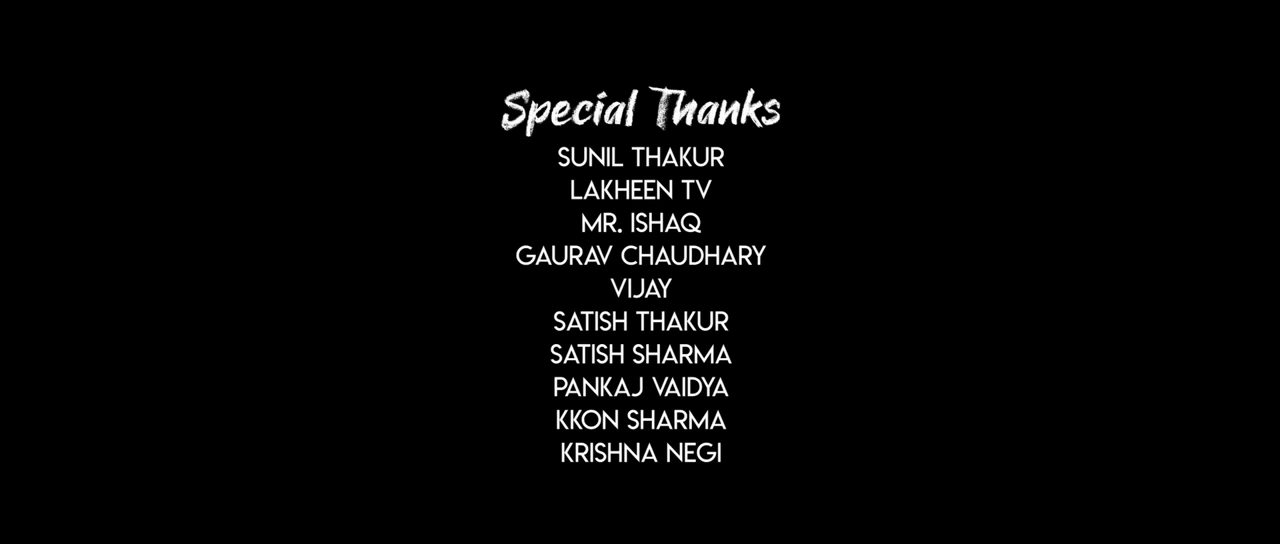 Special Thanks
SUNIL THAKUR
LAKHEEN TV
MR. ISHAQ
GAURAV CHAUDHARY
VIJAY
SATISH THAKUR
SATISH SHARMA
PANKAJ VAIDYA
KKON SHARMA
KRISHNA NEGI